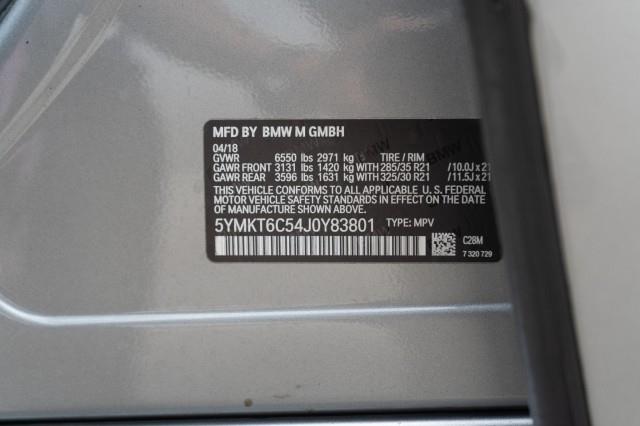 MFD BY BMW M GMBH
04/18
GVWR 6550 lbs 2971 kg TIRE / RIM
GAWR FRONT 3131 lbs 1420 kg WITH 285/35 R21 /10.0J x 21
GAWR REAR 3596 lbs 1631 kg WITH 325/30 R21 /11.5J x 21
THIS VEHICLE CONFORMS TO ALL APPLICABLE U. S. FEDERAL
MOTOR VEHICLE SAFETY STANDARDS IN EFFECT ON THE DATE
OF MANUFACTURE SHOWN ABOVE.
5YMKT6C54J0Y83801 TYPE: MPV
C28M
7 320 729